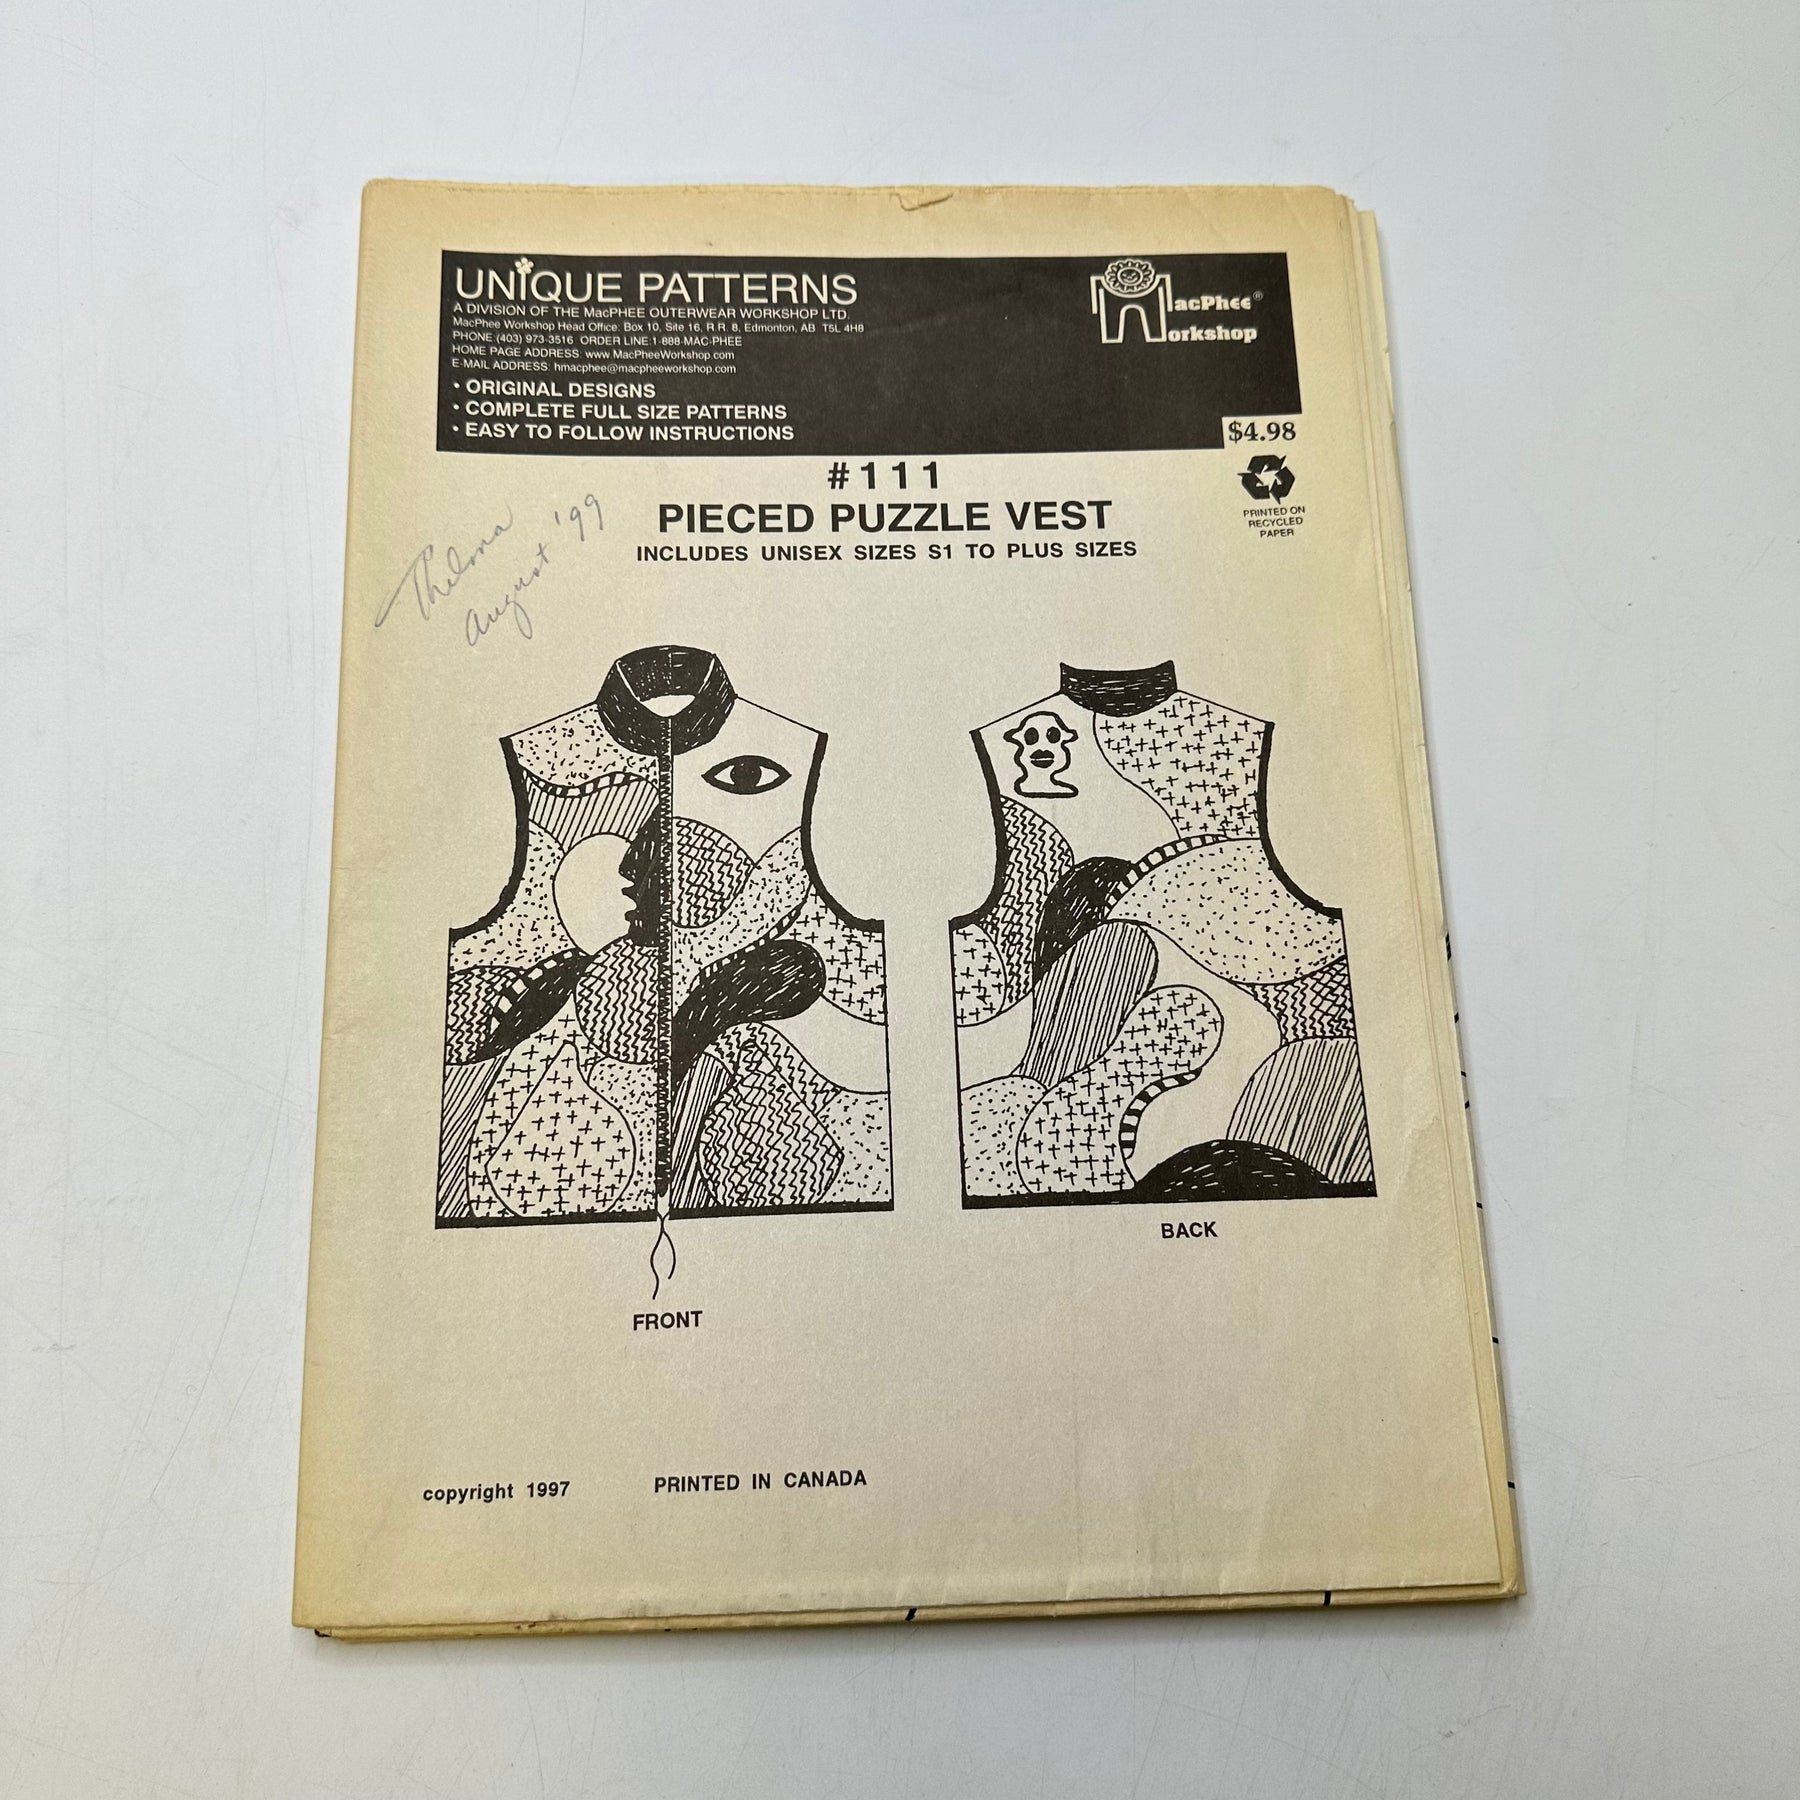 UNIQUE PATTERNS
A DIVISION OF THE MacPHEE OUTERWEAR WORKSHOP LTD.
MacPhee Workshop Head Office: Box 10, Site 16, R.R. 8, Edmonton, AB T5L 4H8
PHONE:(403) 973-3516 ORDER LINE:1-888-MAC-PHEE
HOME PAGE ADDRESS: www.MacPheeWorkshop.com
E-MAIL ADDRESS: hmacphee@macpheeworkshop.com
• ORIGINAL DESIGNS
• COMPLETE FULL SIZE PATTERNS
• EASY TO FOLLOW INSTRUCTIONS
MacPhee®
Workshop
$4.98
PRINTED ON
RECYCLED
PAPER
#111
PIECED PUZZLE VEST
INCLUDES UNISEX SIZES S1 TO PLUS SIZES
Thelma
August '99
BACK
FRONT
copyright 1997 PRINTED IN CANADA